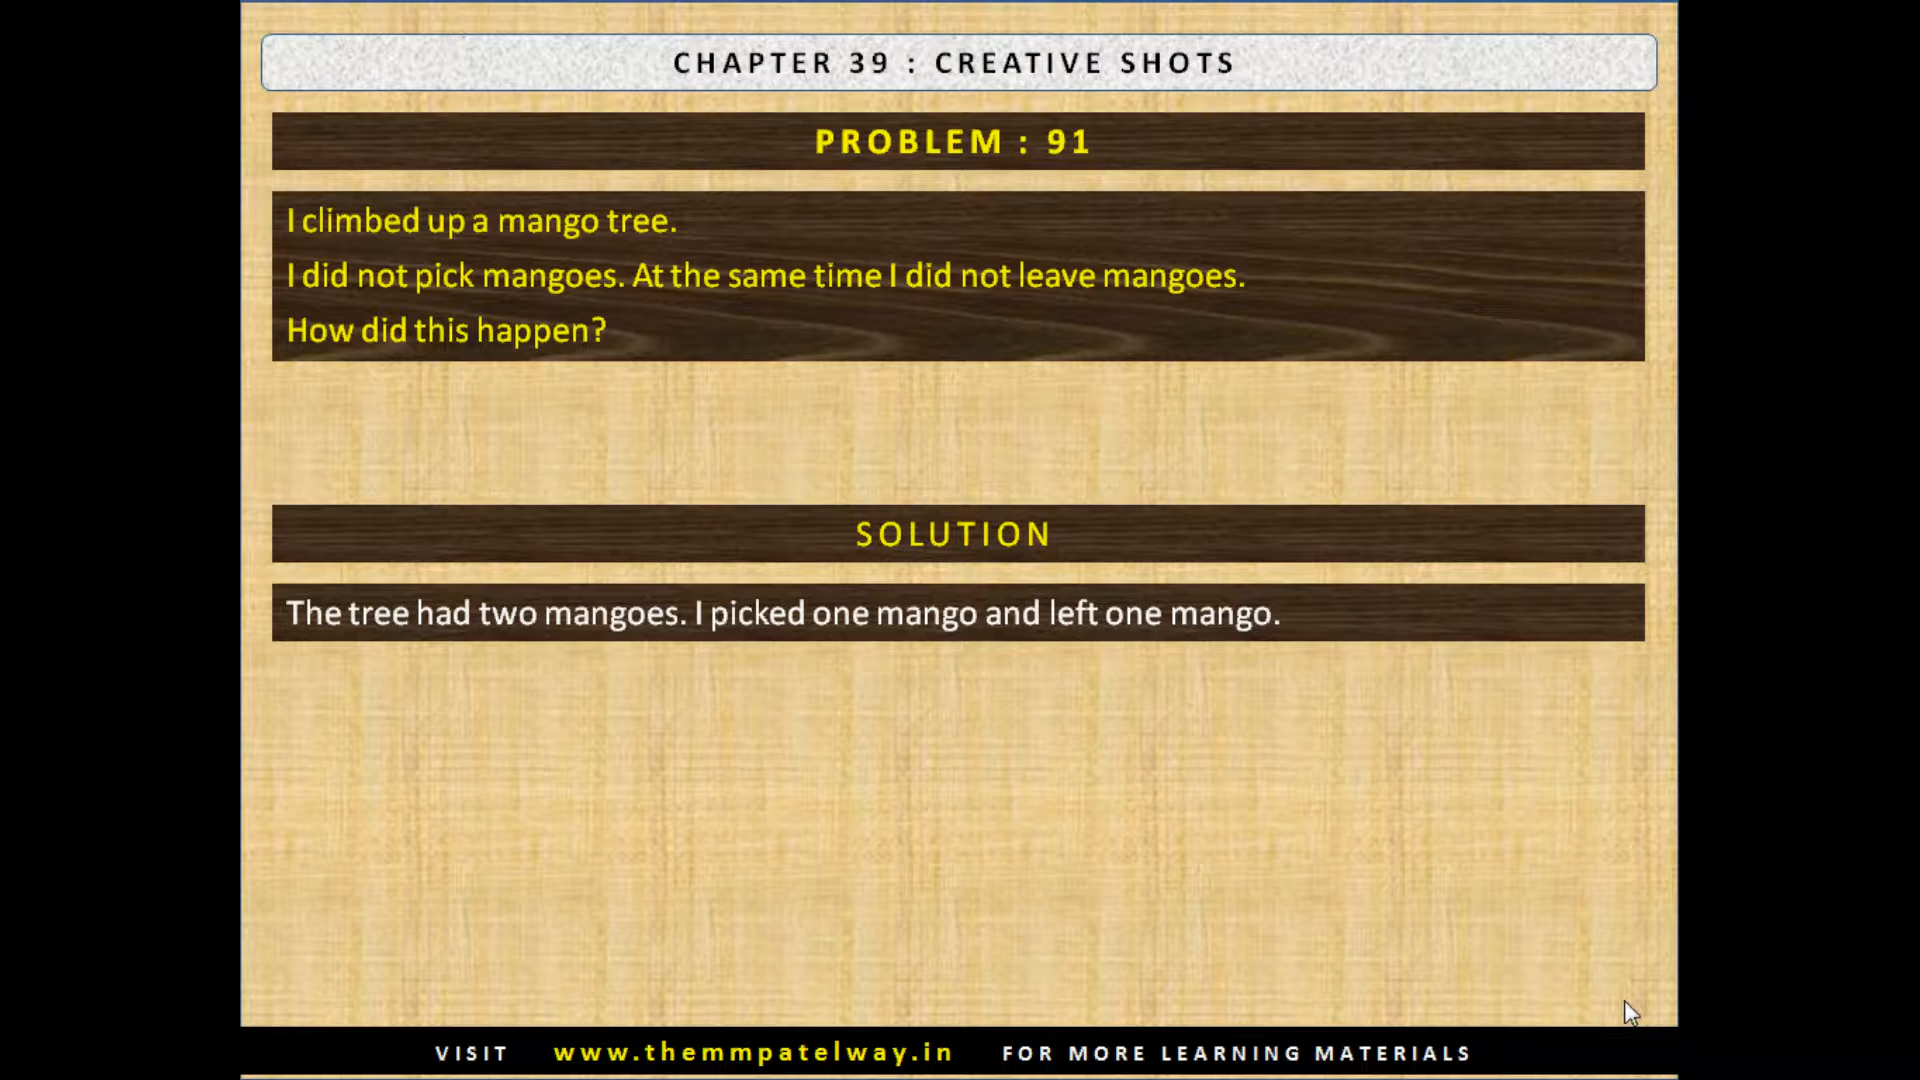 CHAPTER 39 : CREATIVE SHOTS
PROBLEM : 91
I climbed up a mango tree.
I did not pick mangoes. At the same time I did not leave mangoes.
How did this happen?
SOLUTION
The tree had two mangoes. I picked one mango and left one mango.
VISIT www.themmpatelway.in FOR MORE LEARNING MATERIALS